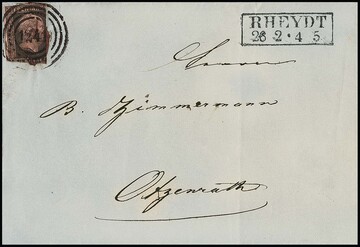 RHEYDT
26 2 • 4 5
Herrn
B. Zimmermann
Otzenrath